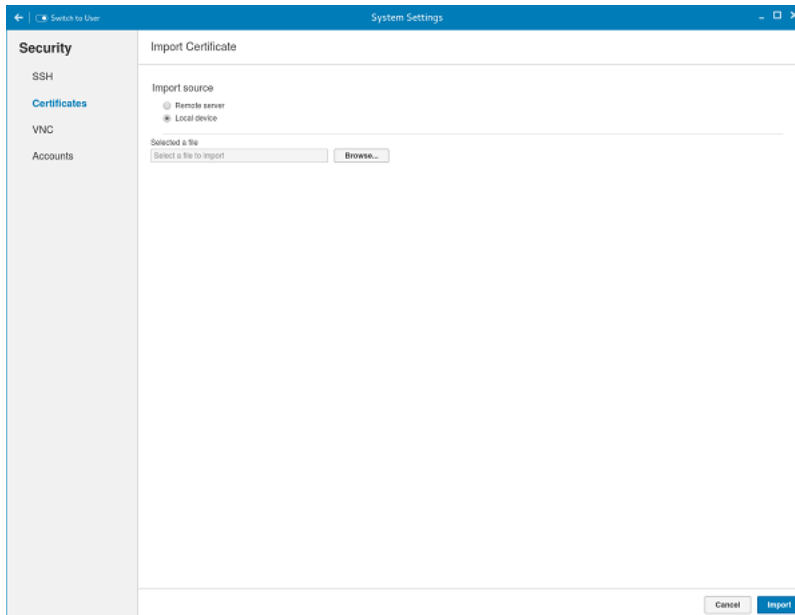 Switch to User
System Settings
Security
SSH
Certificates
VNC
Accounts
Import Certificate
Import source
Remote server
Local device
Selected a file
Select a file to import
Browse...
Cancel
Import